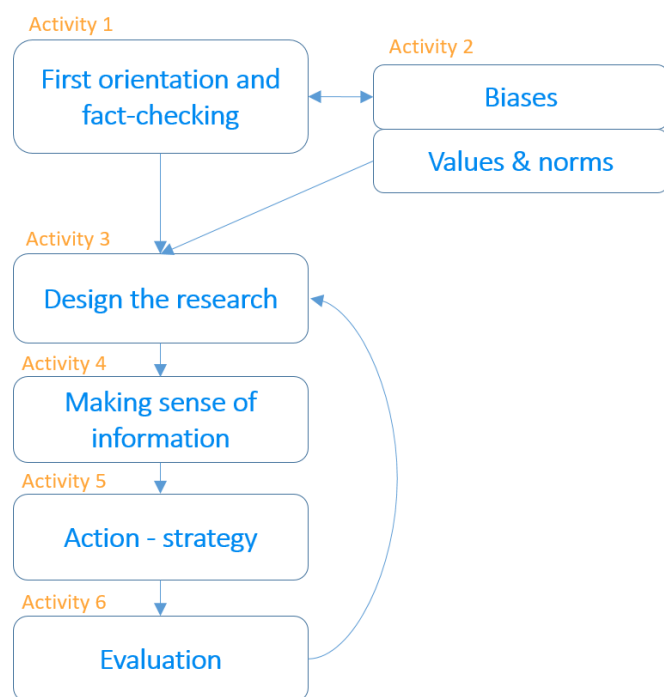 Activity 1
First orientation and
fact-checking
Activity 2
Biases
Values & norms
Activity 3
Design the research
Activity 4
Making sense of
information
Activity 5
Action - strategy
Activity 6
Evaluation